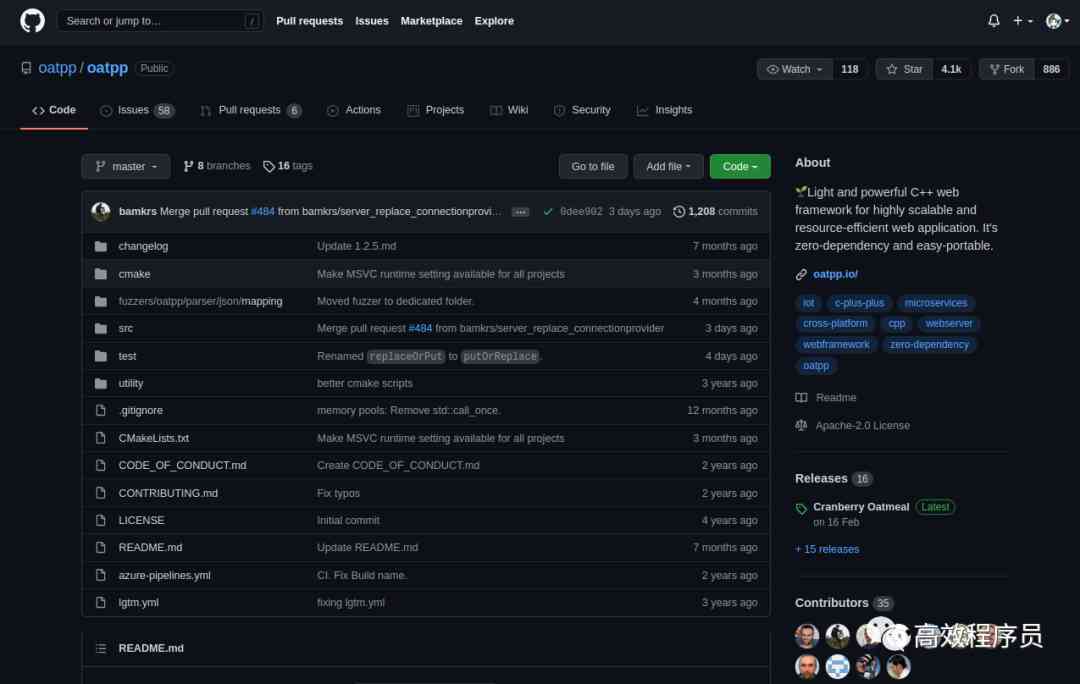 Search or jump to… / Pull requests Issues Marketplace Explore
oatpp / oatpp Public Watch 118 Star 4.1k Fork 886
Code Issues 58 Pull requests 6 Actions Projects Wiki Security Insights
master 8 branches 16 tags Go to file Add file Code
bamkrs Merge pull request #484 from bamkrs/server_replace_connectionprovi… ... 0dee902 3 days ago 1,208 commits
changelog Update 1.2.5.md 7 months ago
cmake Make MSVC runtime setting available for all projects 3 months ago
fuzzers/oatpp/parser/json/mapping Moved fuzzer to dedicated folder. 4 months ago
src Merge pull request #484 from bamkrs/server_replace_connectionprovider 3 days ago
test Renamed replaceOrPut to putOrReplace. 4 days ago
utility better cmake scripts 3 years ago
.gitignore memory pools: Remove std::call_once. 12 months ago
CMakeLists.txt Make MSVC runtime setting available for all projects 3 months ago
CODE_OF_CONDUCT.md Create CODE_OF_CONDUCT.md 2 years ago
CONTRIBUTING.md Fix typos 2 years ago
LICENSE Initial commit 4 years ago
README.md Update README.md 7 months ago
azure-pipelines.yml CI. Fix Build name. 2 years ago
lgtm.yml fixing lgtm.yml 3 years ago
README.md
About
🌱Light and powerful C++ web
framework for highly scalable and
resource-efficient web application. It's
zero-dependency and easy-portable.
oatpp.io/
iot c-plus-plus microservices
cross-platform cpp webserver
webframework zero-dependency
oatpp
Readme
Apache-2.0 License
Releases 16
Cranberry Oatmeal Latest
on 16 Feb
+ 15 releases
Contributors 35
高效程序员